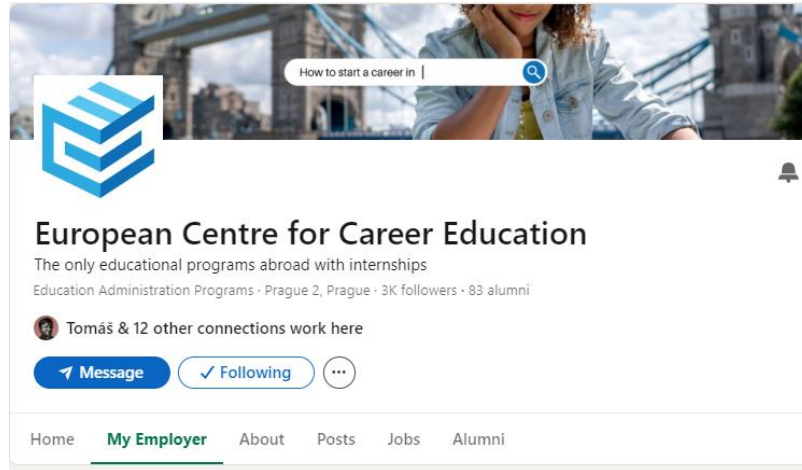 How to start a career in |
European Centre for Career Education
The only educational programs abroad with internships
Education Administration Programs · Prague 2, Prague · 3K followers · 83 alumni
Tomáš & 12 other connections work here
Message
Following
Home My Employer About Posts Jobs Alumni